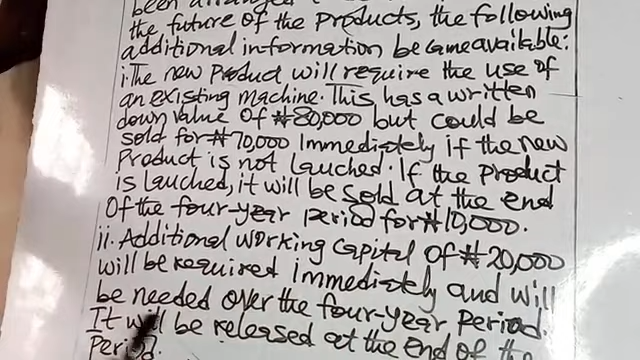 been arranged
the future of the products, the following
additional information became available:
i. The new product will require the use of
an existing machine. This has a written
down value of ₦80,000 but could be
sold for ₦70,000 immediately if the new
Product is not lauched. If the product
is lauched, it will be sold at the end
Of the four-year period for ₦10,000.
ii. Additional working capital of ₦20,000
will be required immediately and will
be needed over the four-year period.
It will be released at the end of the
Period.